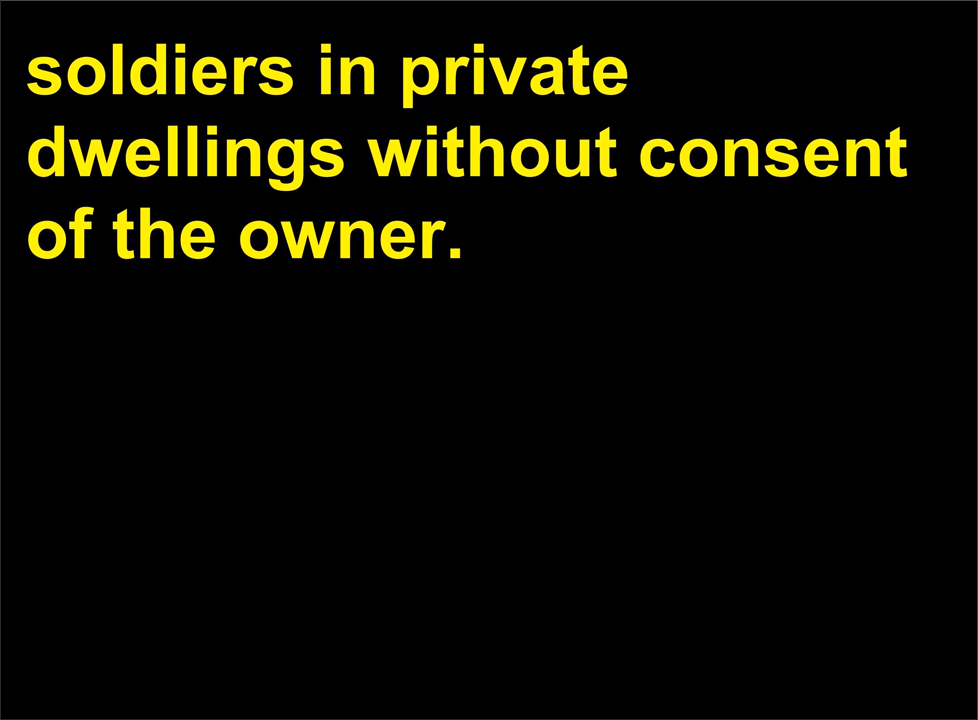 soldiers in private
dwellings without consent
of the owner.